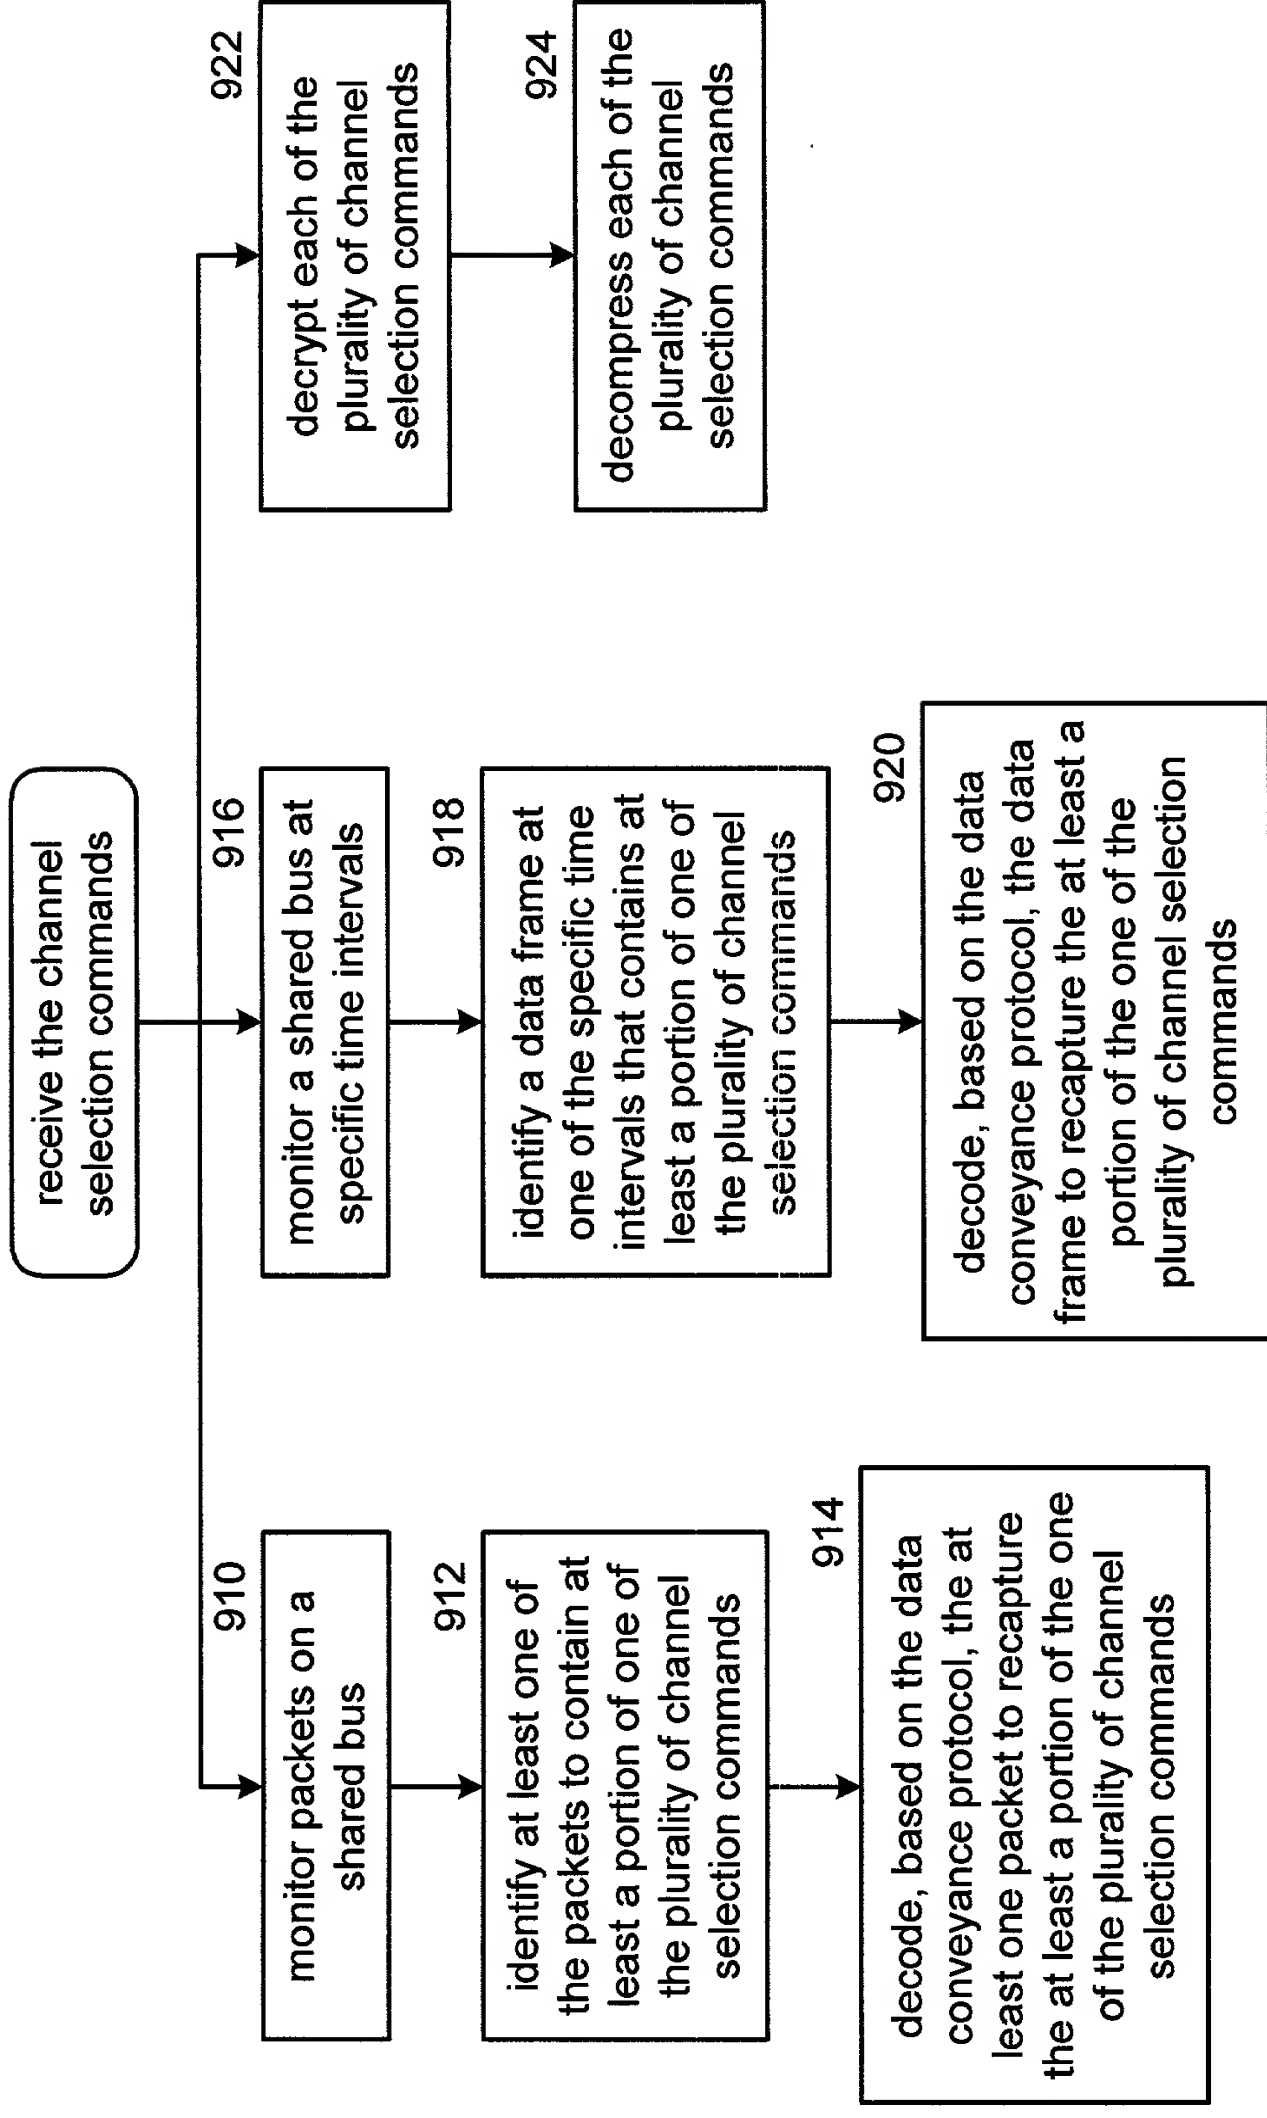 receive the channel
selection commands
910
monitor packets on a
shared bus
912
identify at least one of
the packets to contain at
least a portion of one of
the plurality of channel
selection commands
914
decode, based on the data
conveyance protocol, the at
least one packet to recapture
the at least a portion of the one
of the plurality of channel
selection commands
916
monitor a shared bus at
specific time intervals
918
identify a data frame at
one of the specific time
intervals that contains at
least a portion of one of
the plurality of channel
selection commands
920
decode, based on the data
conveyance protocol, the data
frame to recapture the at least a
portion of the one of the
plurality of channel selection
commands
922
decrypt each of the
plurality of channel
selection commands
924
decompress each of the
plurality of channel
selection commands